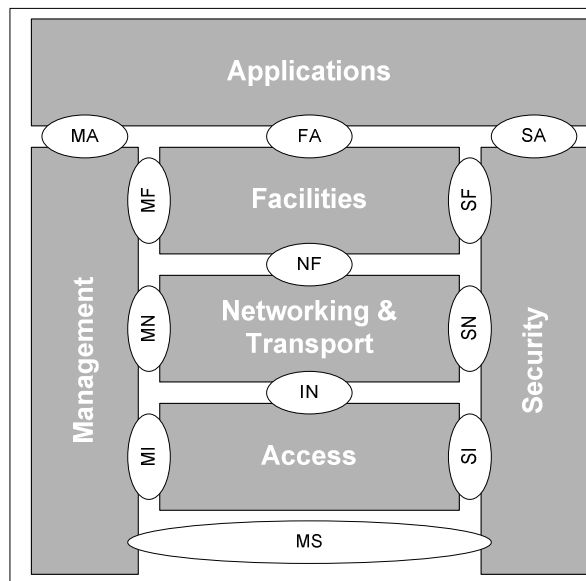 Applications
MA
FA
SA
MF
Facilities
SF
NF
Management
MN
Networking &
Transport
SN
Security
IN
MI
Access
SI
MS